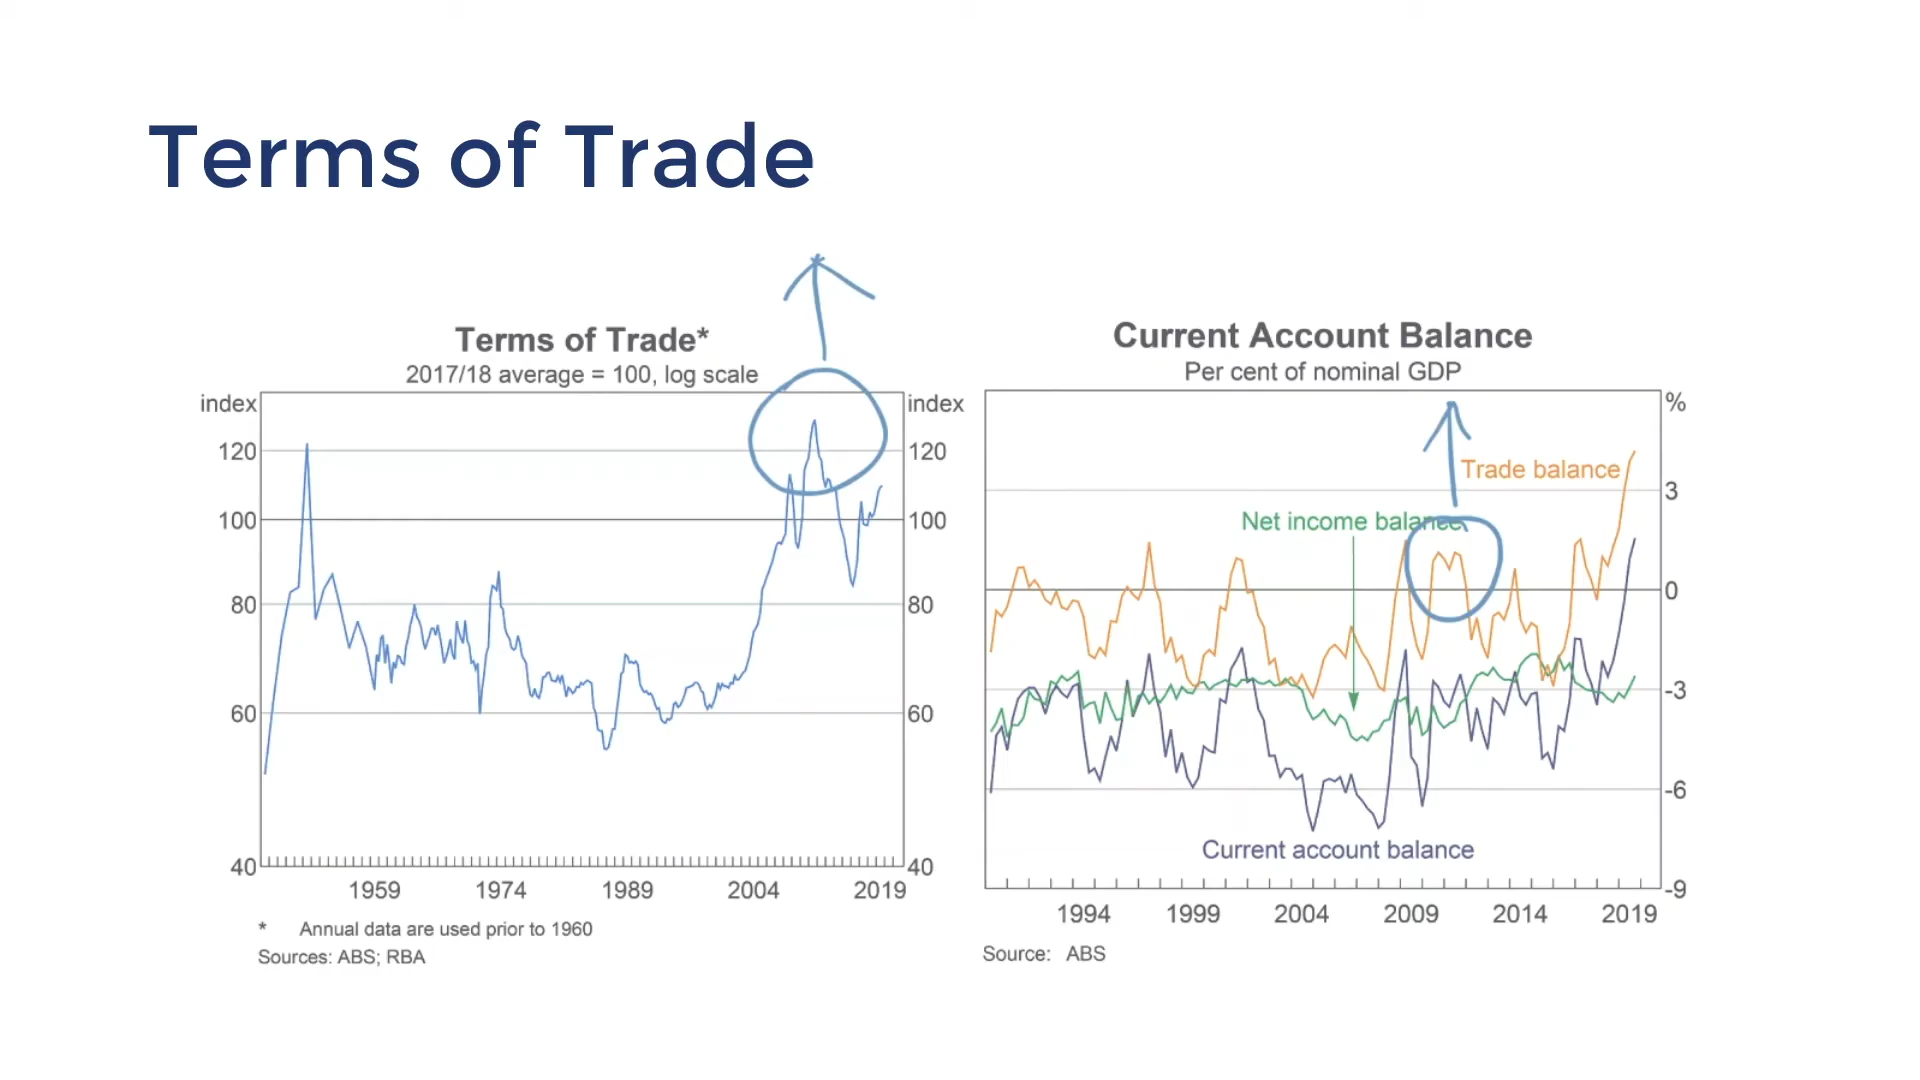 Terms of Trade
Terms of Trade*
2017/18 average = 100, log scale
index
index
120
120
100
100
80
80
60
60
40
40
1959
1974
1989
2004
2019
* Annual data are used prior to 1960
Sources: ABS; RBA
Current Account Balance
Per cent of nominal GDP
%
Trade balance
3
Net income balance
0
-3
-6
Current account balance
-9
1994
1999
2004
2009
2014
2019
Source: ABS